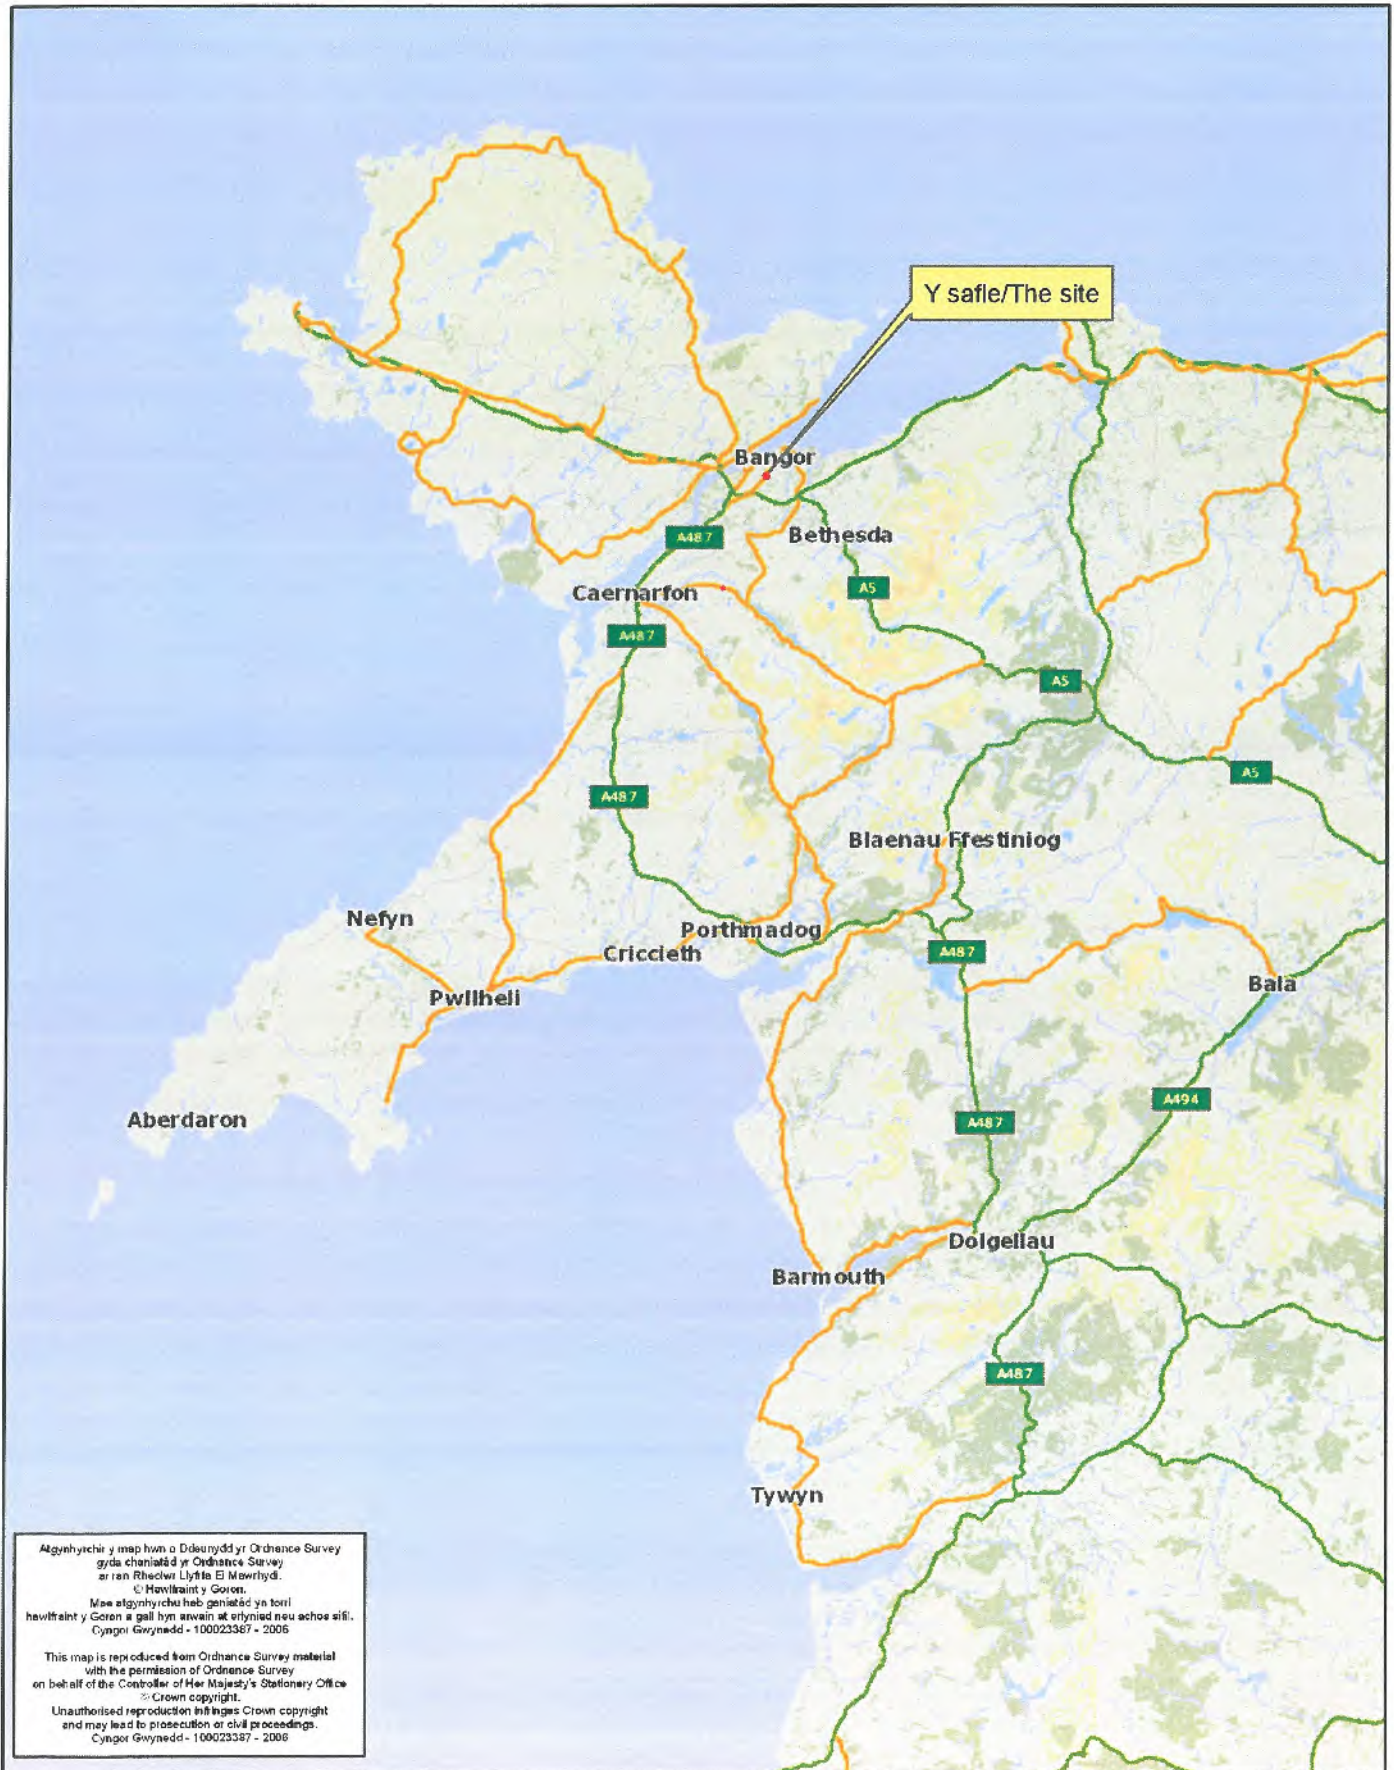 Y safle/The site
Bangor
Bethesda
A487
A5
Caernarfon
A487
A5
A5
A487
Blaenau Ffestiniog
Nefyn
Porthmadog
Criccieth
A487
Bala
Pwllheli
A494
Aberdaron
A487
Dolgellau
Barmouth
A487
Tywyn
Atgynhyrchir y map hwn o Ddeunydd yr Ordnance Survey
gyda chaniatâd yr Ordnance Survey
ar ran Rheolwr Llyfrfa Ei Mawrhydi.
© Hawlfraint y Goron.
Mae atgynhyrchu heb ganiatâd yn torri
hawlfraint y Goron a gall hyn arwain at erlyniad neu achos sifil.
Cyngor Gwynedd - 100023387 - 2006
This map is reproduced from Ordnance Survey material
with the permission of Ordnance Survey
on behalf of the Controller of Her Majesty's Stationery Office
© Crown copyright.
Unauthorised reproduction infringes Crown copyright
and may lead to prosecution or civil proceedings.
Cyngor Gwynedd - 100023387 - 2006